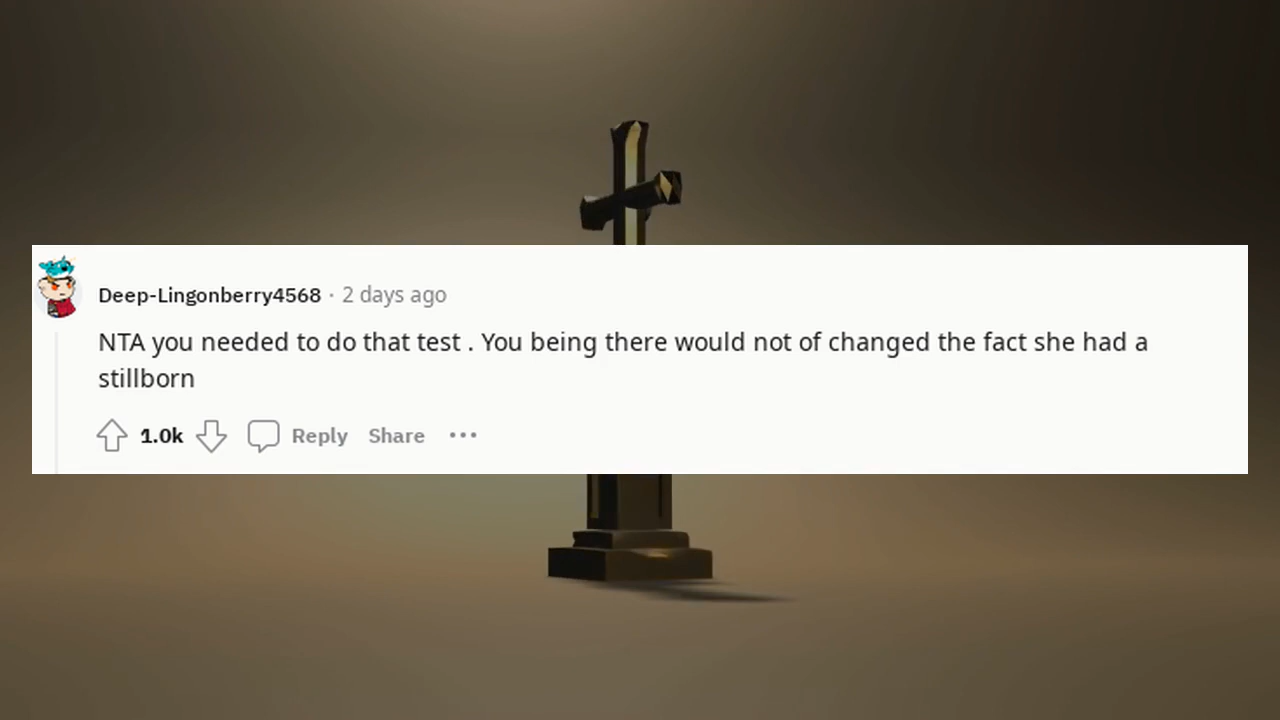 Deep-Lingonberry4568 · 2 days ago
NTA you needed to do that test . You being there would not of changed the fact she had a
stillborn
1.0k Reply Share ···